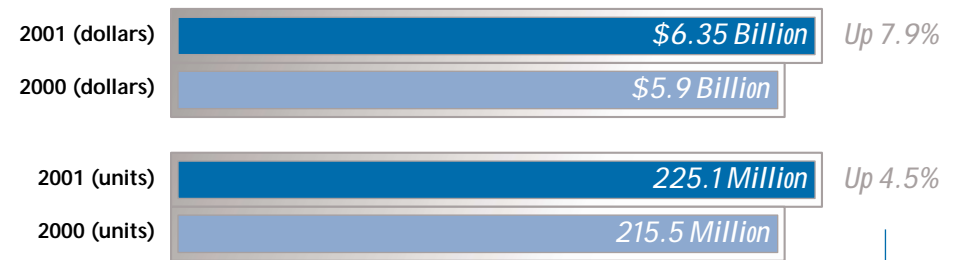 2001 (dollars) $6.35 Billion Up 7.9%
2000 (dollars) $5.9 Billion
2001 (units) 225.1 Million Up 4.5%
2000 (units) 215.5 Million